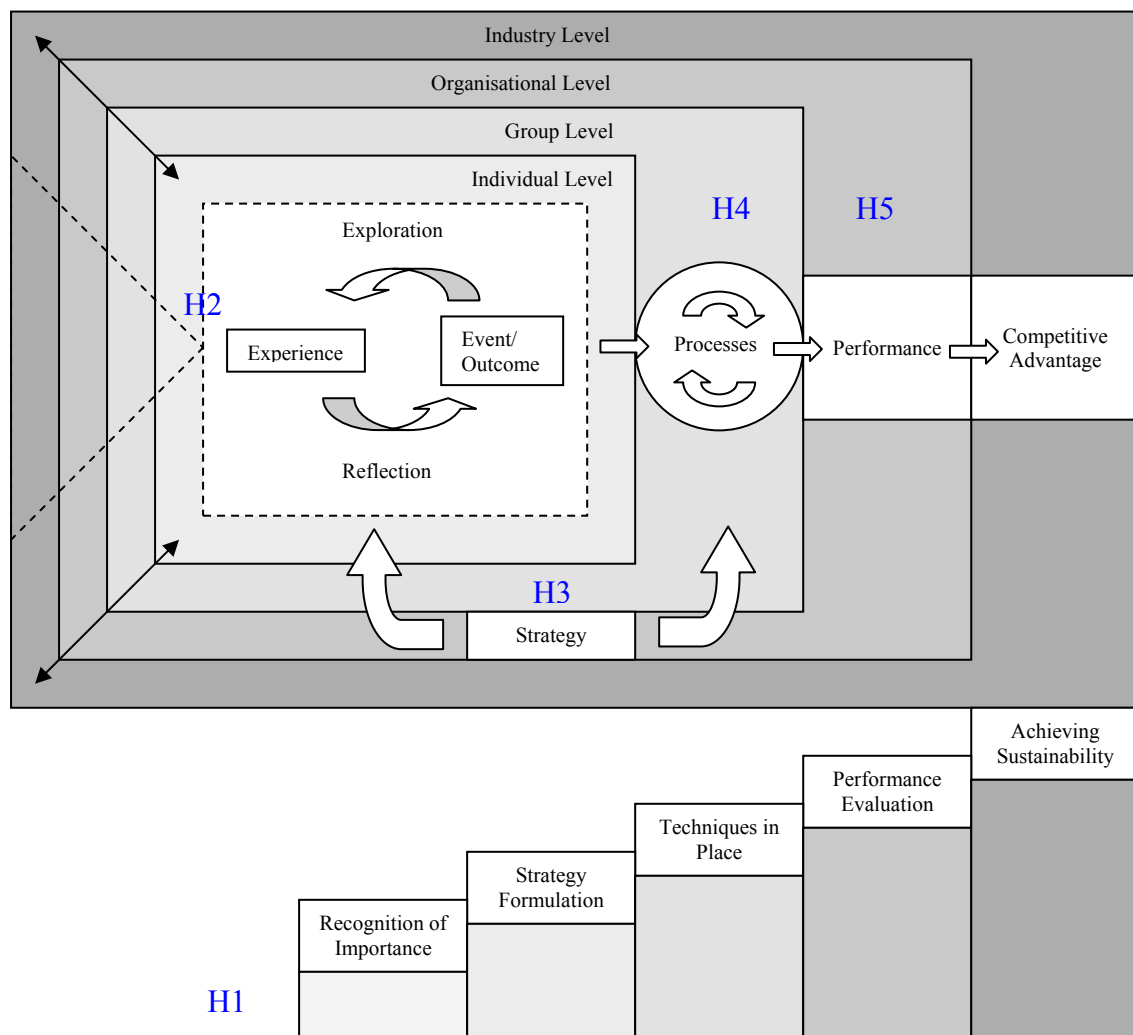 Industry Level
Organisational Level
Group Level
Individual Level
H4
H5
Exploration
H2
Experience
Event/
Outcome
Processes
Performance
Competitive
Advantage
Reflection
H3
Strategy
Achieving
Sustainability
Performance
Evaluation
Techniques in
Place
Strategy
Formulation
Recognition of
Importance
H1